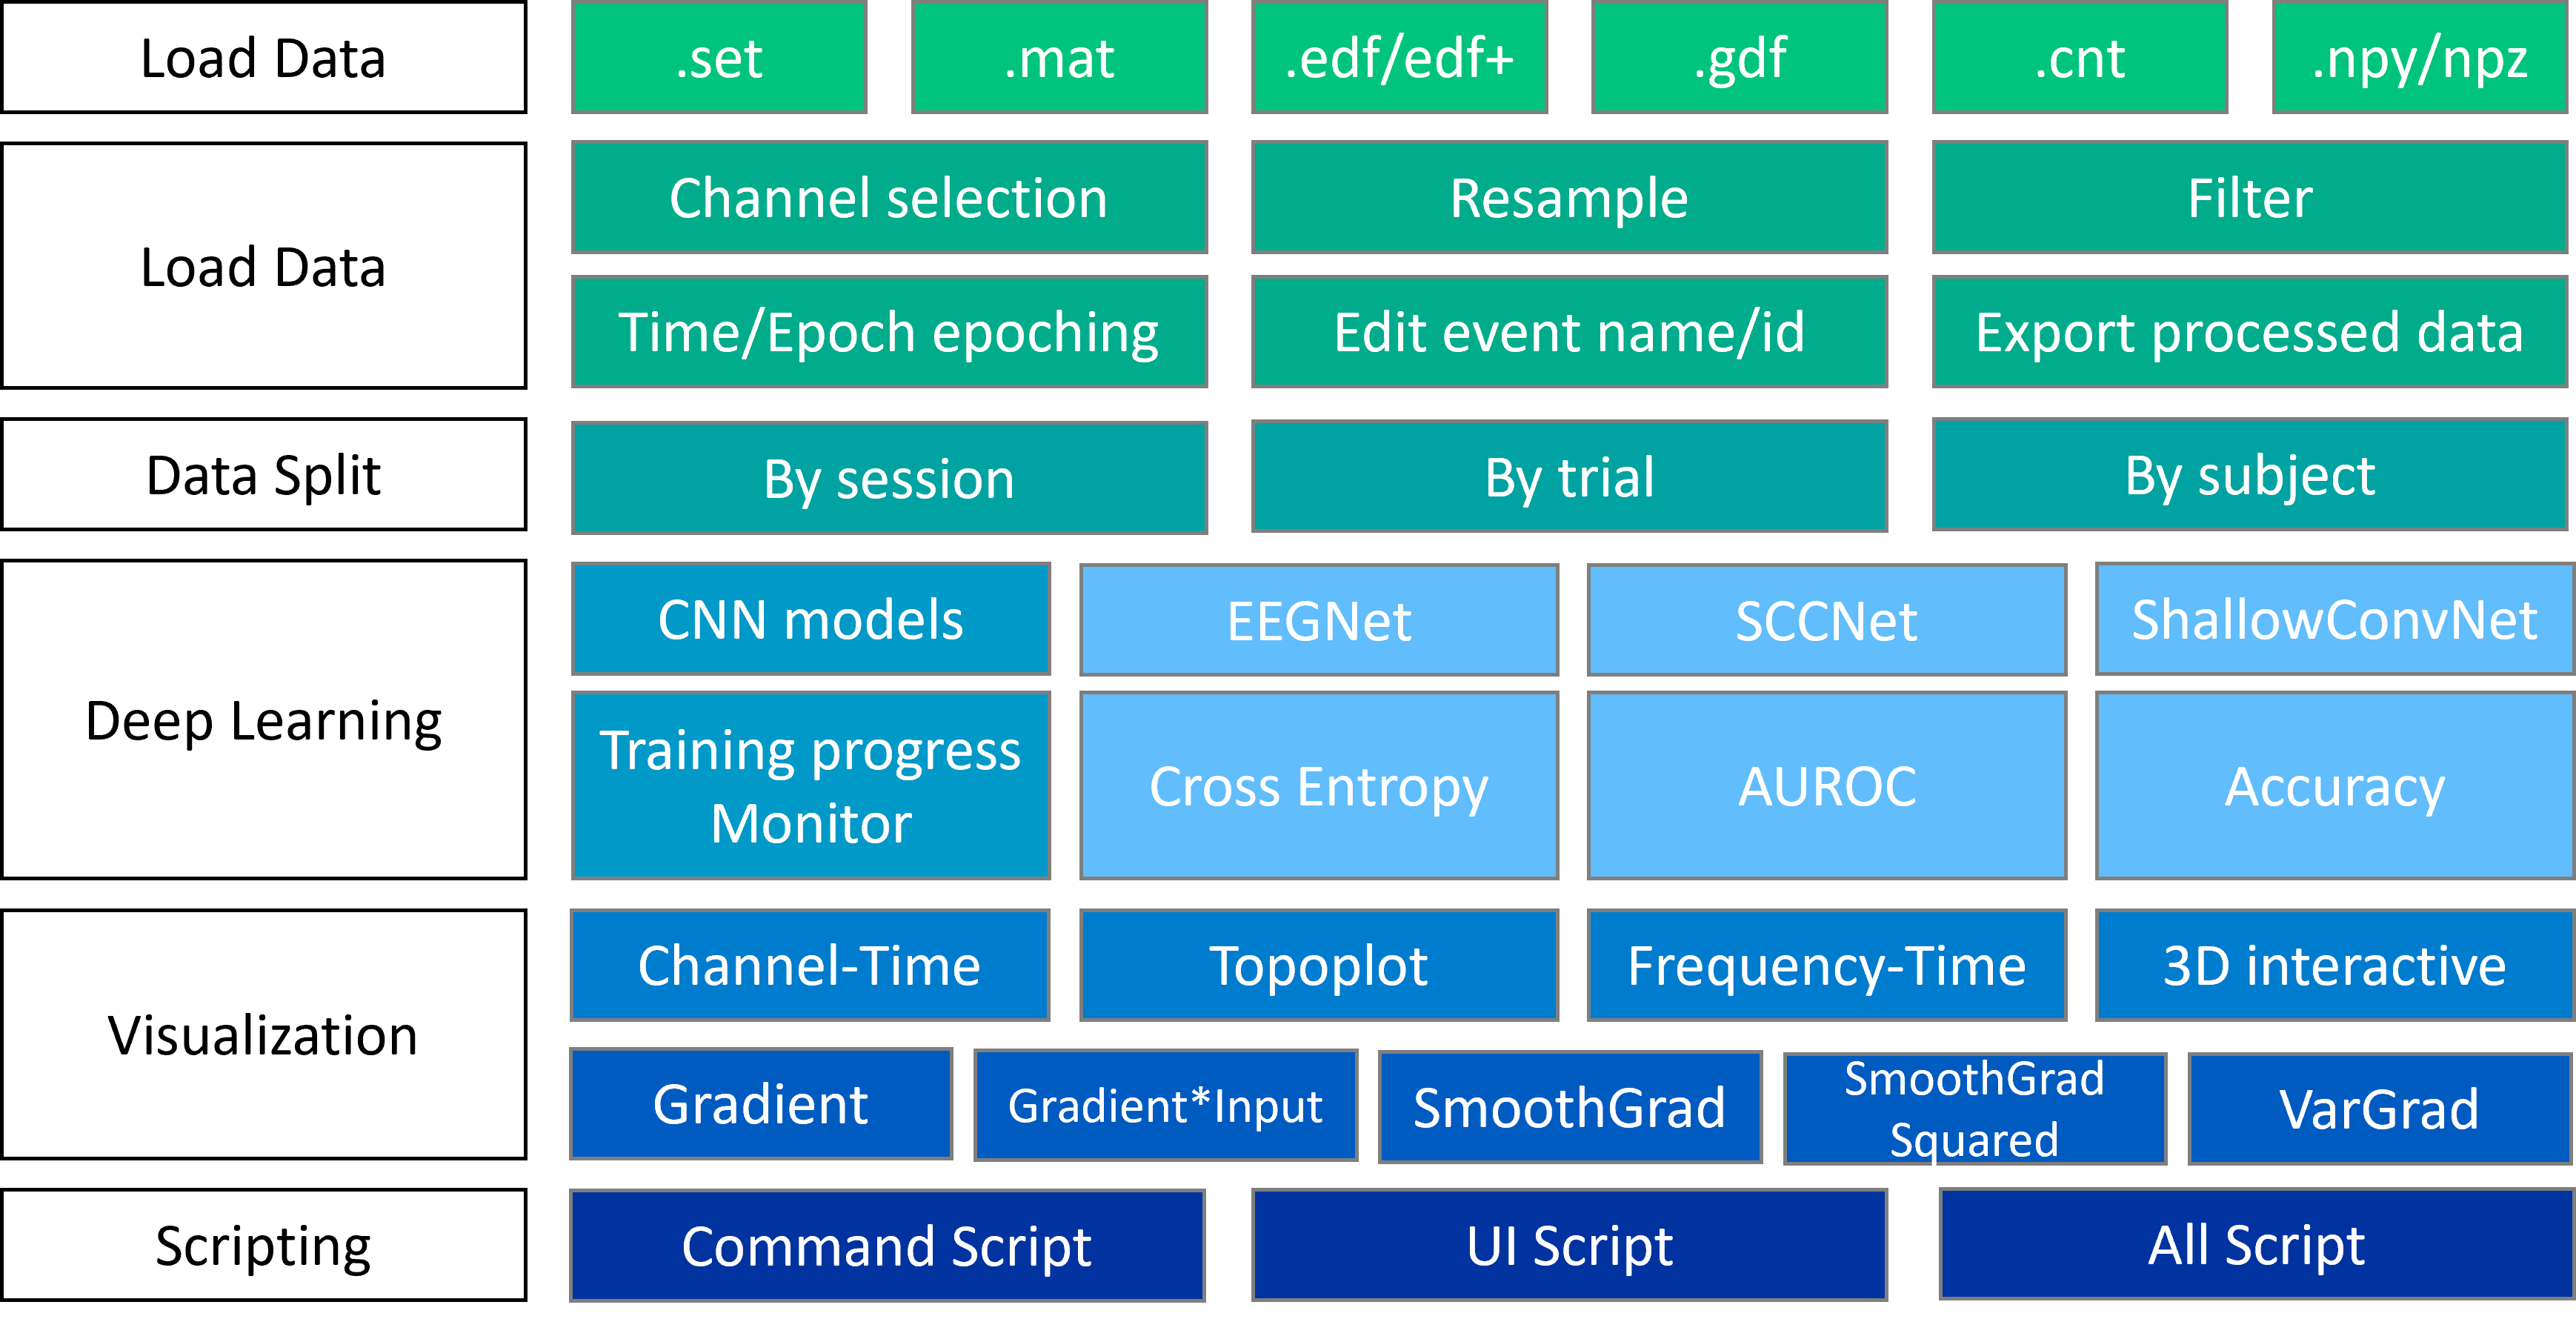 Load Data
.set
.mat
.edf/edf+
.gdf
.cnt
.npy/npz
Load Data
Channel selection
Resample
Filter
Time/Epoch epoching
Edit event name/id
Export processed data
Data Split
By session
By trial
By subject
Deep Learning
CNN models
EEGNet
SCCNet
ShallowConvNet
Training progress
Monitor
Cross Entropy
AUROC
Accuracy
Visualization
Channel-Time
Topoplot
Frequency-Time
3D interactive
Gradient
Gradient*Input
SmoothGrad
SmoothGrad
Squared
VarGrad
Scripting
Command Script
UI Script
All Script